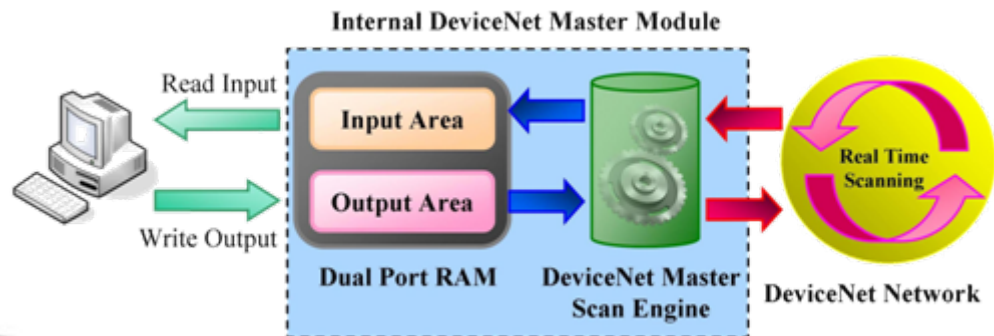 Internal DeviceNet Master Module
Read Input
Write Output
Input Area
Output Area
Dual Port RAM
DeviceNet Master
Scan Engine
Real Time
Scanning
DeviceNet Network